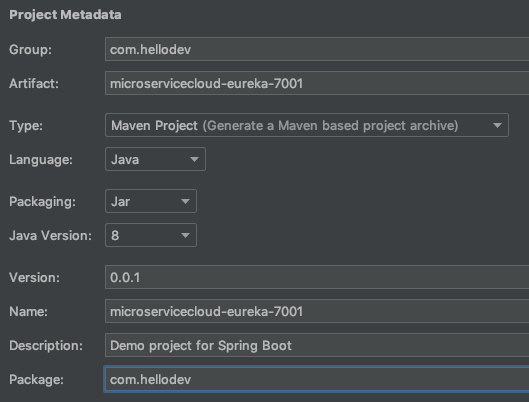 Project Metadata
Group: com.hellodev
Artifact: microservicecloud-eureka-7001
Type: Maven Project (Generate a Maven based project archive)
Language: Java
Packaging: Jar
Java Version: 8
Version: 0.0.1
Name: microservicecloud-eureka-7001
Description: Demo project for Spring Boot
Package: com.hellodev